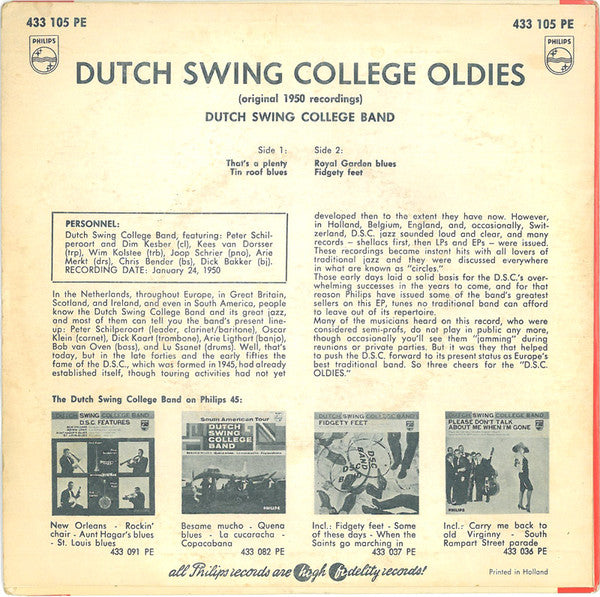 433 105 PE
433 105 PE
PHILIPS
PHILIPS
DUTCH SWING COLLEGE OLDIES
(original 1950 recordings)
DUTCH SWING COLLEGE BAND
Side 1:
That's a plenty
Tin roof blues
Side 2:
Royal Garden blues
Fidgety feet
PERSONNEL:
Dutch Swing College Band, featuring: Peter Schil-
peroort and Dim Kesber (cl), Kees van Dorsser
(trp), Wim Kolstee (tb), Joop Schrier (pno), Arie
Merkt (drs), Chris Bender (bs), Dick Bakker (bj).
RECORDING DATE: January 24, 1950
In the Netherlands, throughout Europe, in Great Britain,
Scotland, and Ireland, and even in South America, people
know the Dutch Swing College Band and its great jazz,
and most of them can tell you the band's present line-
up: Peter Schilperoort (leader, clarinet/baritone), Oscar
Klein (cornet), Dick Kaart (trombone), Arie Ligthart (banjo),
Bob van Oven (bass), and Lu Saanet (drums). Well, that's
today, but in the late forties and the early fifties the
fame of the D.S.C., which was formed in 1945, had already
established itself, though touring activities had not yet
developed then to the extent they have now. However,
in Holland, Belgium, England, and, occasionally, Swit-
zerland, D.S.C. jazz sounded loud and clear, and many
records – shellacs first, then LPs and EPs – were issued.
These recordings became instant hits with all lovers of
traditional jazz and they were discussed everywhere
in what are known as "circles."
Those early days laid a solid basis for the D.S.C.'s over-
whelming successes in the years to come, and for that
reason Philips have issued some of the band's greatest
sellers on this EP, tunes no traditional band can afford
to leave out of its repertoire.
Many of the musicians heard on this record, who were
considered semi-profs, do not play in public any more,
though occasionally you'll see them "jamming" during
reunions or private parties. But it was they that helped
to push the D.S.C. forward to its present status as Europe's
best traditional band. So three cheers for the "D.S.C.
OLDIES."
The Dutch Swing College Band on Philips 45:
DUTCH SWING COLLEGE BAND
D.S.C. FEATURES
South American Tour
DUTCH
SWING
COLLEGE
BAND
DUTCH SWING COLLEGE BAND
FIDGETY FEET
D.S.C.
BAND
DUTCH SWING COLLEGE BAND
PLEASE DON'T TALK
ABOUT ME WHEN I'M GONE
PHILIPS
New Orleans - Rockin'
chair - Aunt Hagar's blues
- St. Louis blues
433 091 PE
Besame mucho - Quena
blues - La cucaracha -
Copacabana
433 082 PE
Incl.: Fidgety feet - Some
of these days - When the
Saints go marching in
433 037 PE
Incl.: Carry me back to
old Virginny - South
Rampart Street parade
433 036 PE
all Philips records are high fidelity records!
Printed in Holland